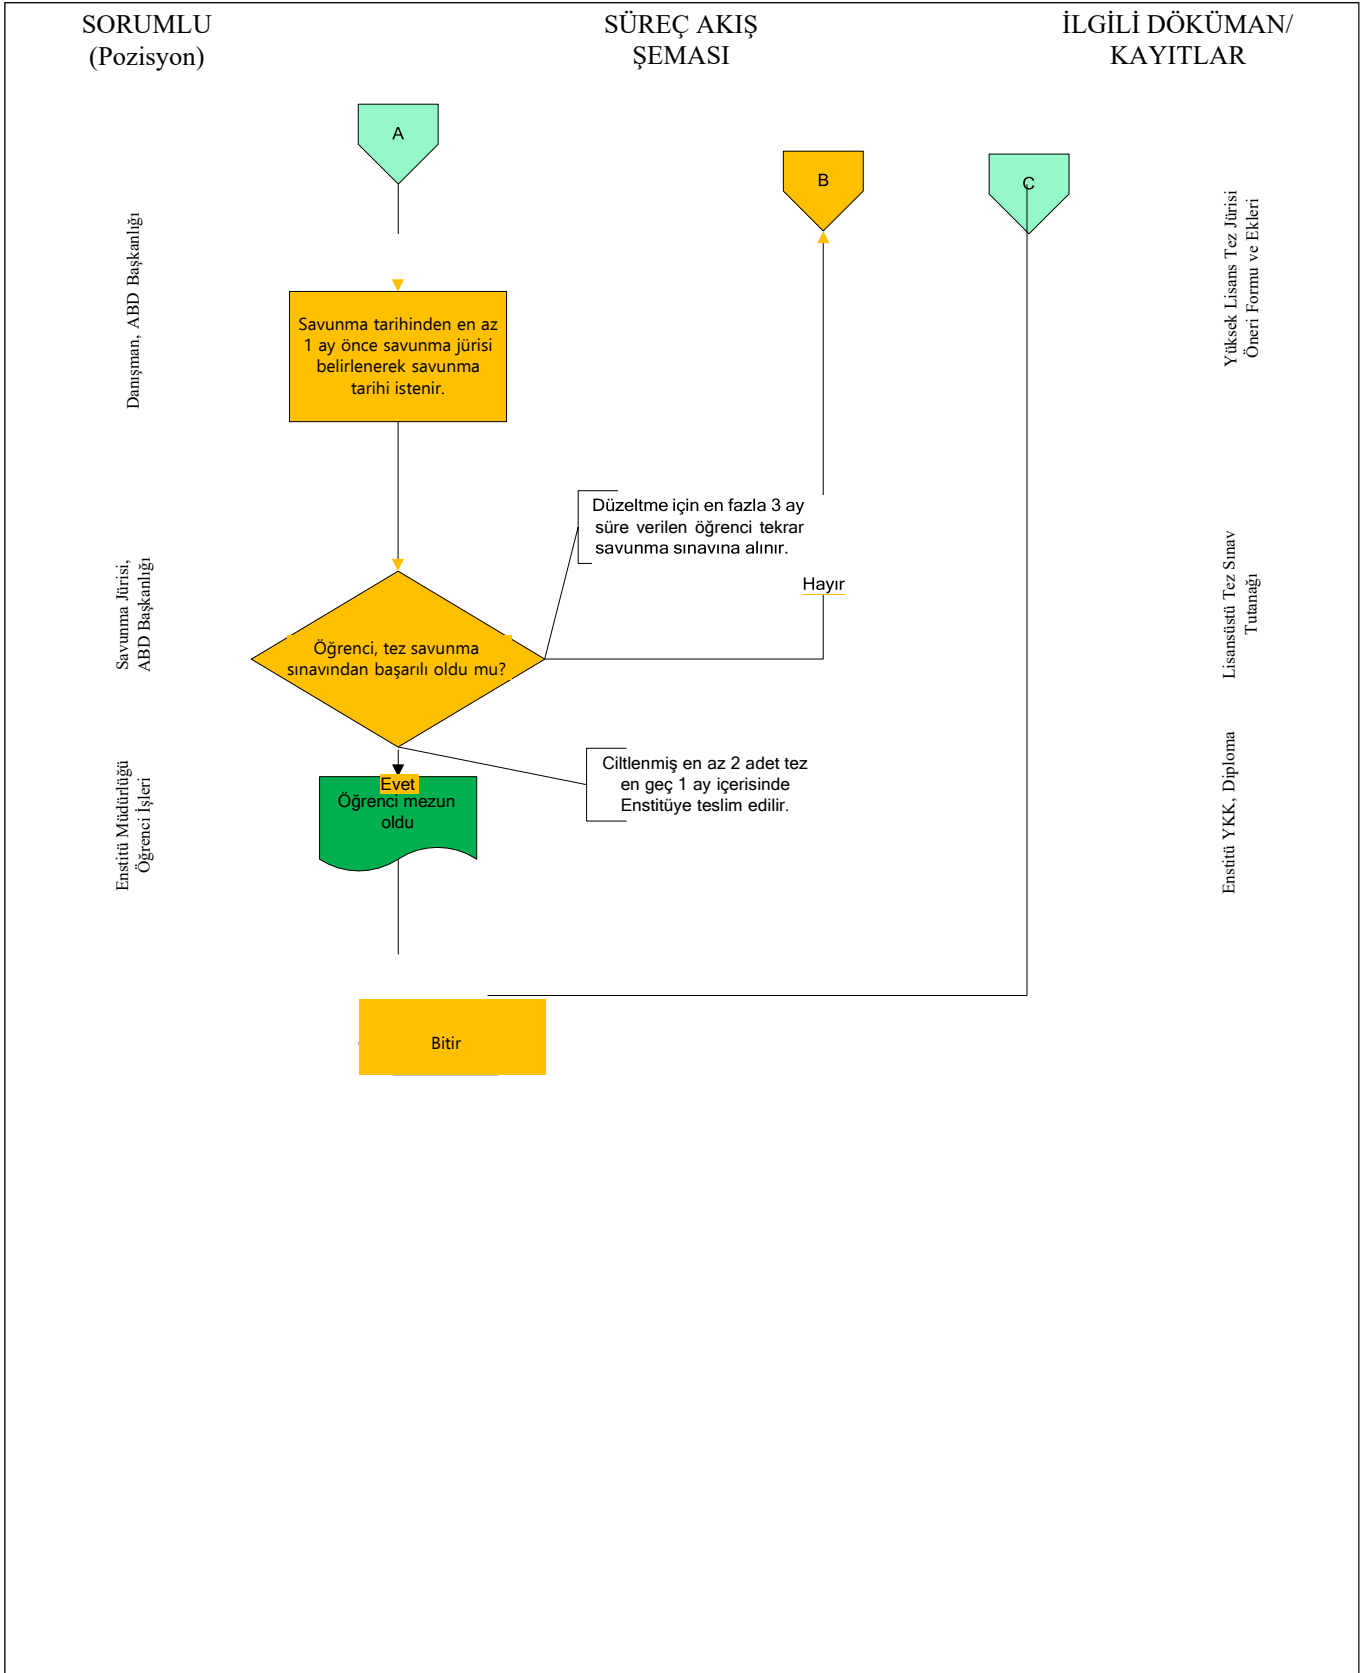 SORUMLU
(Pozisyon)
SÜREÇ AKIŞ
ŞEMASI
İLGİLİ DÖKÜMAN/
KAYITLAR
A
B
C
Danışman, ABD Başkanlığı
Savunma tarihinden en az
1 ay önce savunma jürisi
belirlenerek savunma
tarihi istenir.
Yüksek Lisans Tez Jürisi
Öneri Formu ve Ekleri
Düzeltme için en fazla 3 ay
süre verilen öğrenci tekrar
savunma sınavına alınır.
Hayır
Savunma Jürisi,
ABD Başkanlığı
Öğrenci, tez savunma
sınavından başarılı oldu mu?
Lisansüstü Tez Sınav
Tutanağı
Ciltlenmiş en az 2 adet tez
en geç 1 ay içerisinde
Enstitüye teslim edilir.
Enstitü Müdürlüğü
Öğrenci İşleri
Evet
Öğrenci mezun
oldu
Enstitü YKK, Diploma
Bitir